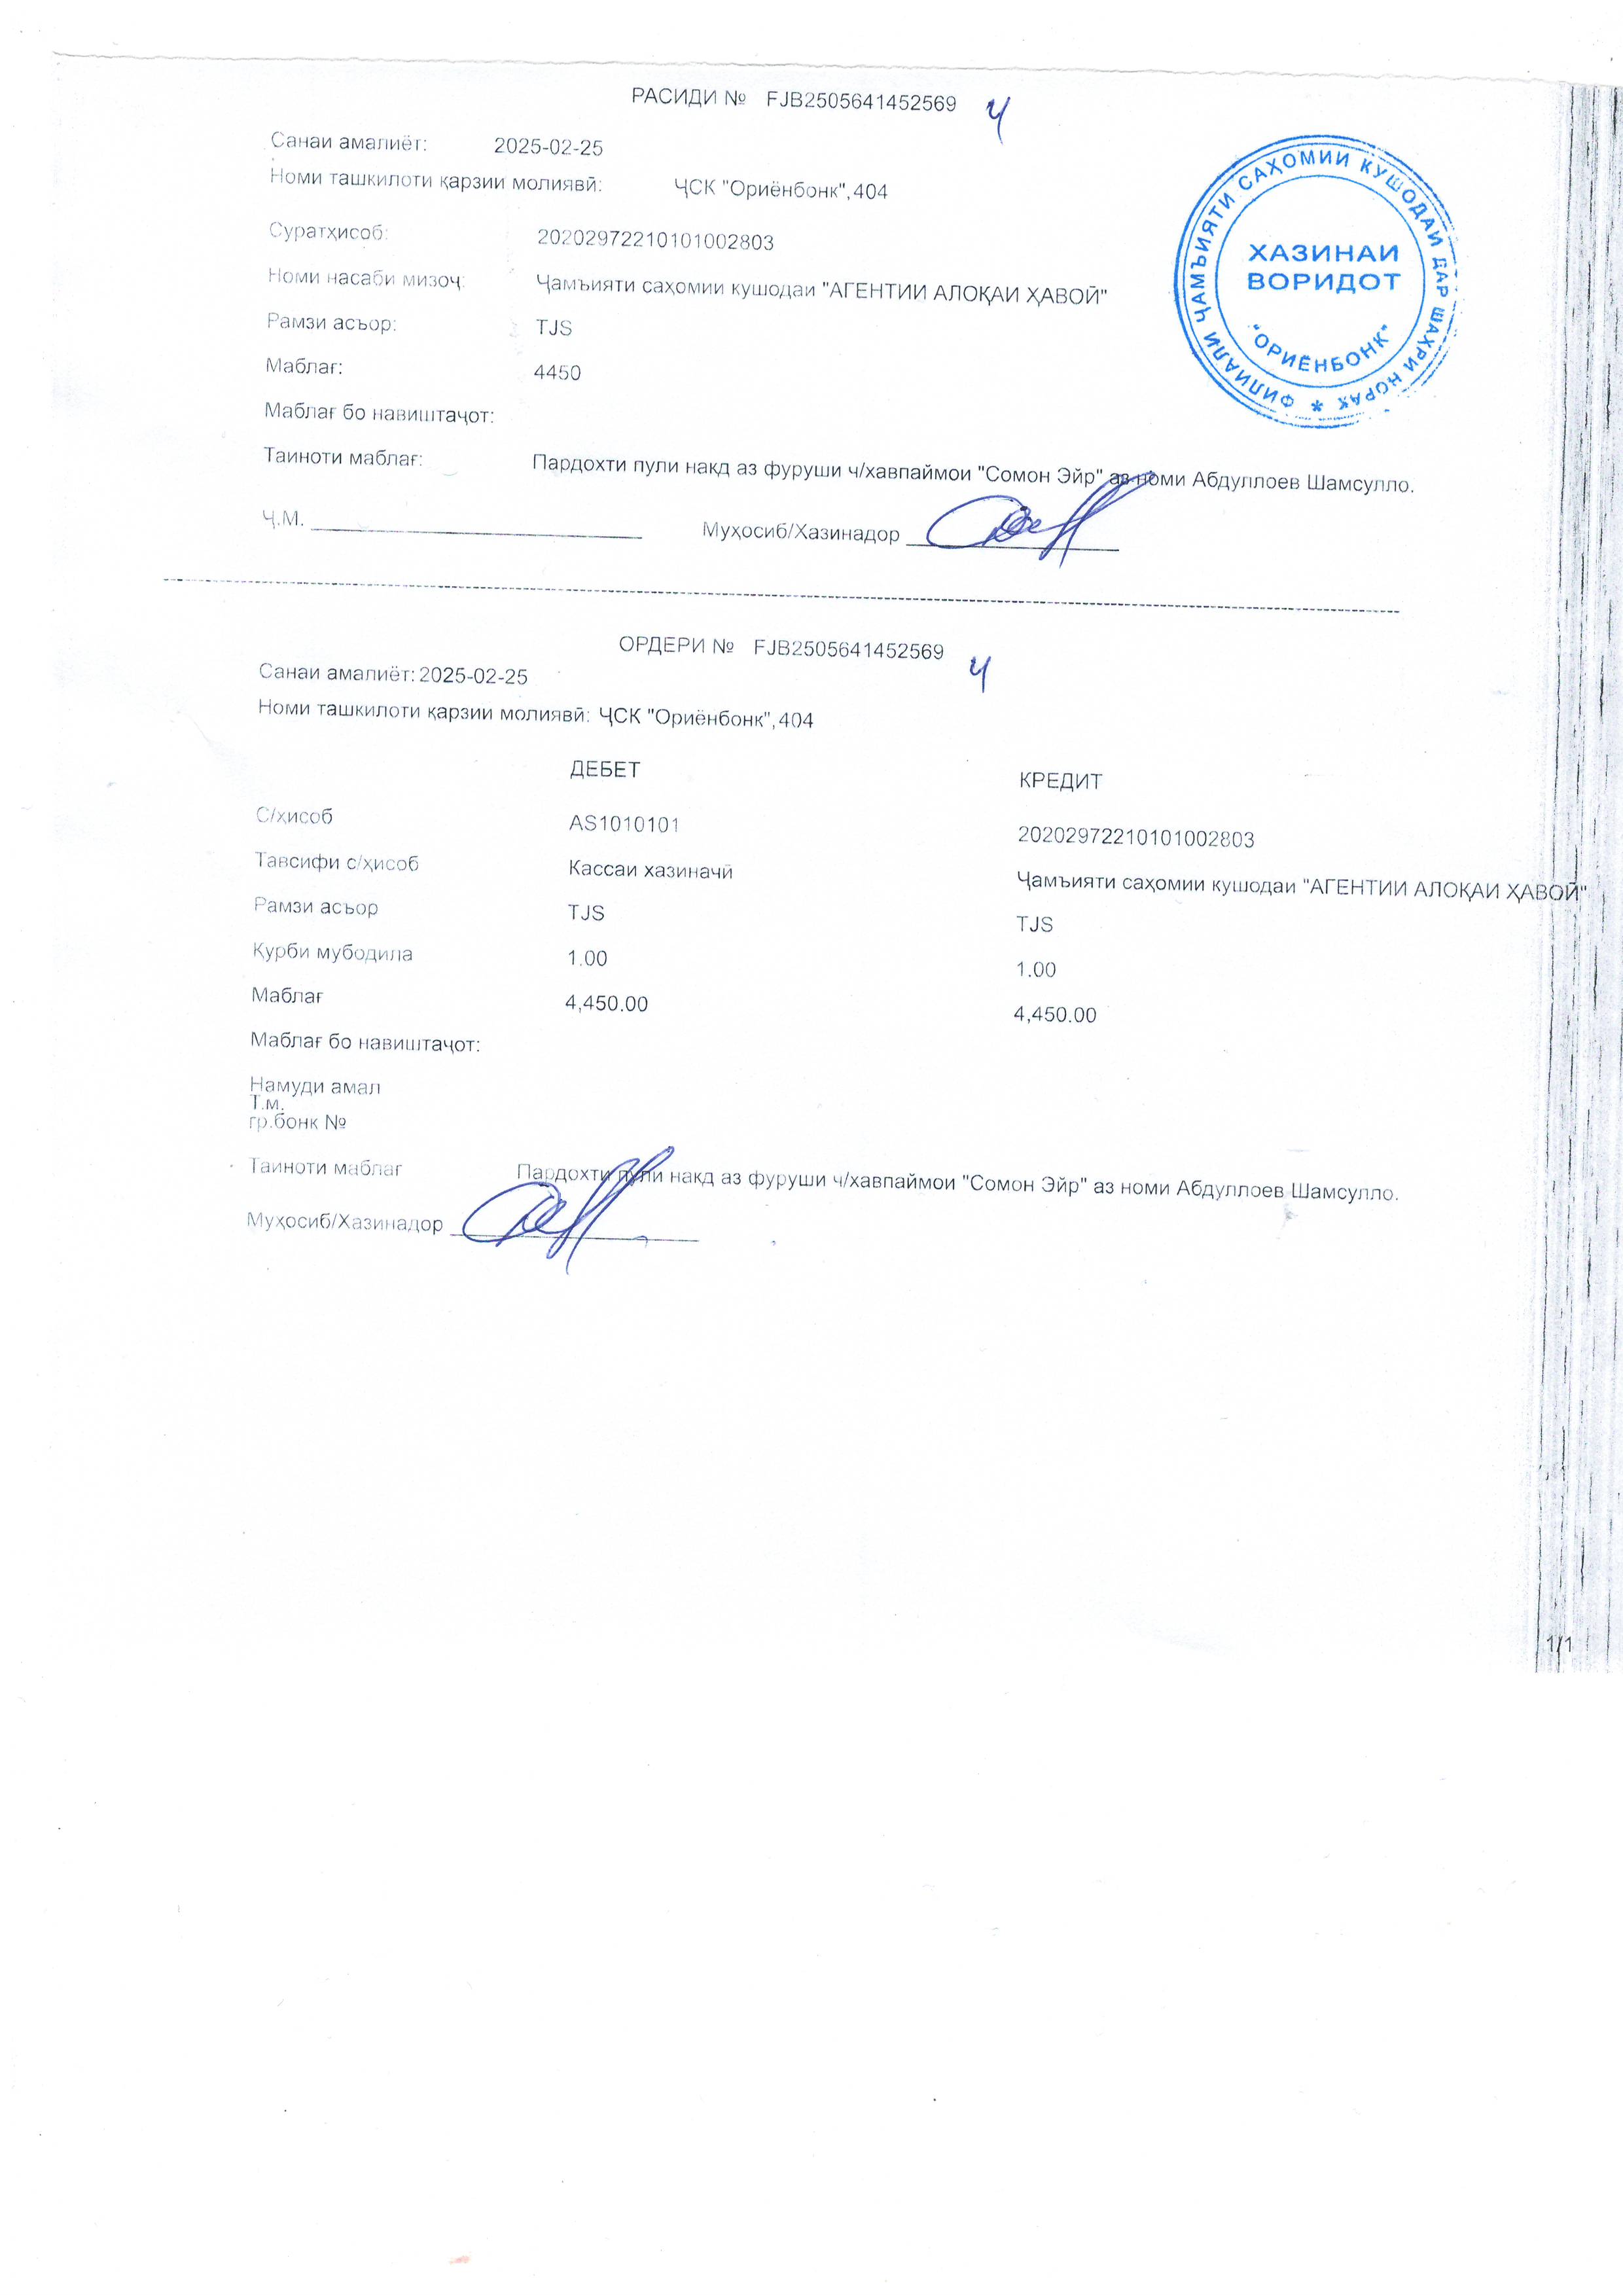 РАСИДИ № FJB2505641452569 Ч
Санаи амалиёт: 2025-02-25
Номи ташкилоти қарзии молиявӣ: ҶСК "Ориёнбонк",404
Суратҳисоб: 20202972210101002803
Номи насаби мизоҷ: Ҷамъияти саҳомии кушодаи "АГЕНТИИ АЛОҚАИ ҲАВОӢ"
Рамзи асъор: TJS
Маблағ: 4450
Маблағ бо навиштаҷот:
Таиноти маблағ: Пардохти пули накд аз фуруши ч/хавпаймои "Сомон Эйр" аз номи Абдуллоев Шамсулло.
Ҷ.М. Муҳосиб/Хазинадор
ФИЛИАЛИ ҶАМЪИЯТИ САҲОМИИ КУШОДАИ ДАР ШАҲРИ НОРАК *
ХАЗИНАИ
ВОРИДОТ
"ОРИЁНБОНК"
ОРДЕРИ № FJB2505641452569 Ч
Санаи амалиёт: 2025-02-25
Номи ташкилоти қарзии молиявӣ: ҶСК "Ориёнбонк",404
ДЕБЕТ КРЕДИТ
С/ҳисоб AS1010101 20202972210101002803
Тавсифи с/ҳисоб Кассаи хазиначӣ Ҷамъияти саҳомии кушодаи "АГЕНТИИ АЛОҚАИ ҲАВОӢ"
Рамзи асъор TJS TJS
Қурби мубодила 1.00 1.00
Маблағ 4,450.00 4,450.00
Маблағ бо навиштаҷот:
Намуди амал
Т.м.
гр.бонк №
Таиноти маблағ Пардохти пули накд аз фуруши ч/хавпаймои "Сомон Эйр" аз номи Абдуллоев Шамсулло.
Муҳосиб/Хазинадор
1/1